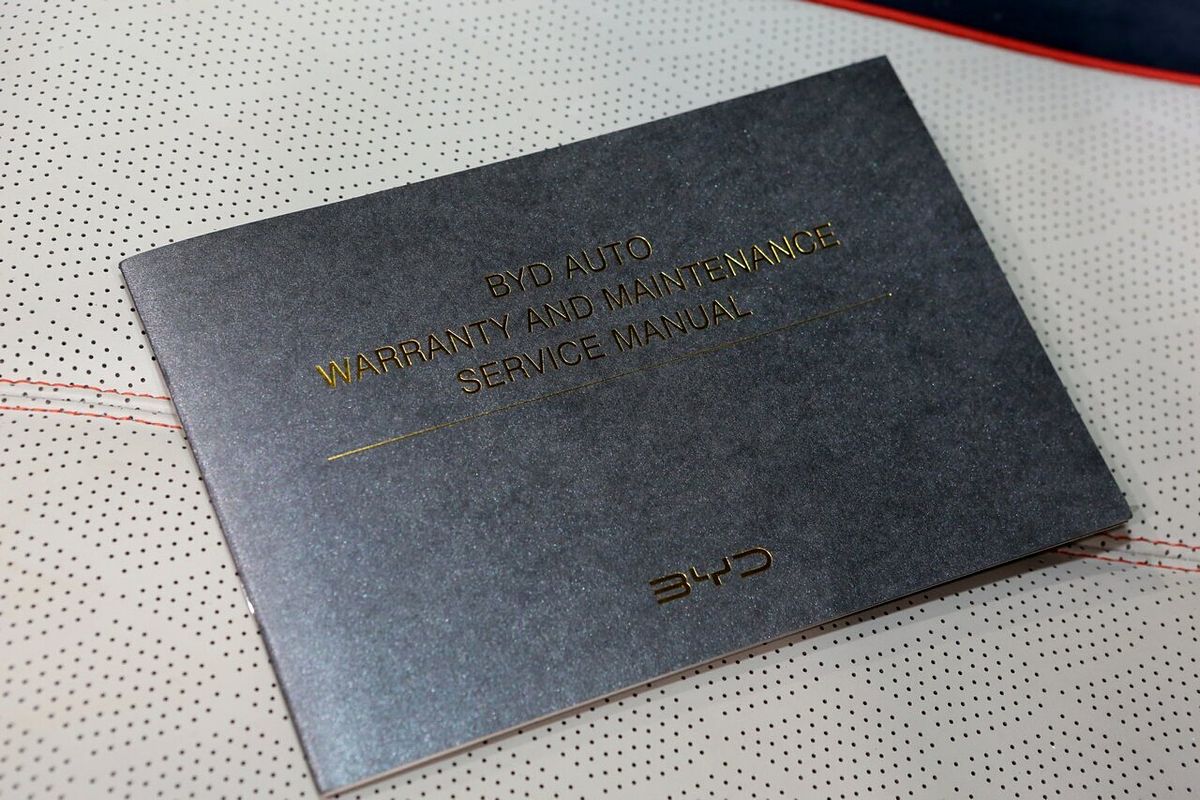 BYD AUTO
WARRANTY AND MAINTENANCE
SERVICE MANUAL
BYD